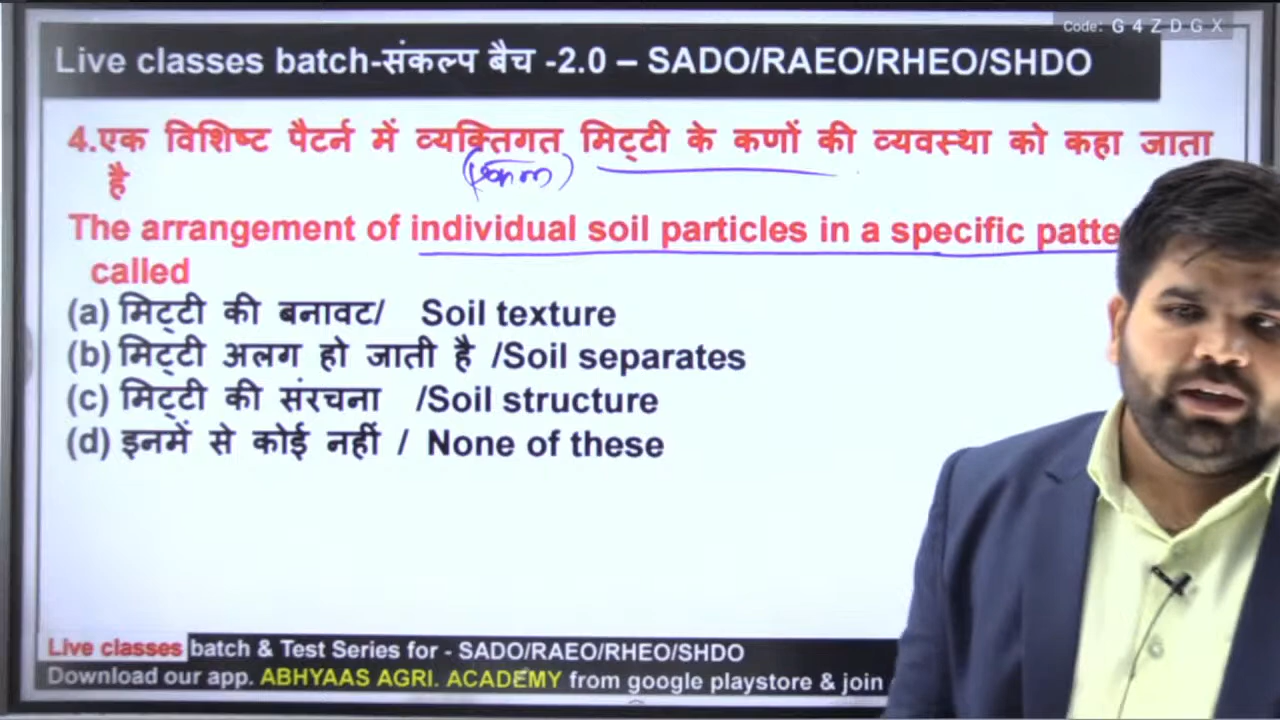 Code: G 4 Z D G X
Live classes batch-संकल्प बैच -2.0 – SADO/RAEO/RHEO/SHDO
4.एक विशिष्ट पैटर्न में व्यक्तिगत मिट्टी के कणों की व्यवस्था को कहा जाता
है
The arrangement of individual soil particles in a specific patte
called
(a) मिट्टी की बनावट/ Soil texture
(b) मिट्टी अलग हो जाती है /Soil separates
(c) मिट्टी की संरचना /Soil structure
(d) इनमें से कोई नहीं / None of these
Live classes batch & Test Series for - SADO/RAEO/RHEO/SHDO
Download our app. ABHYAAS AGRI. ACADEMY from google playstore & join